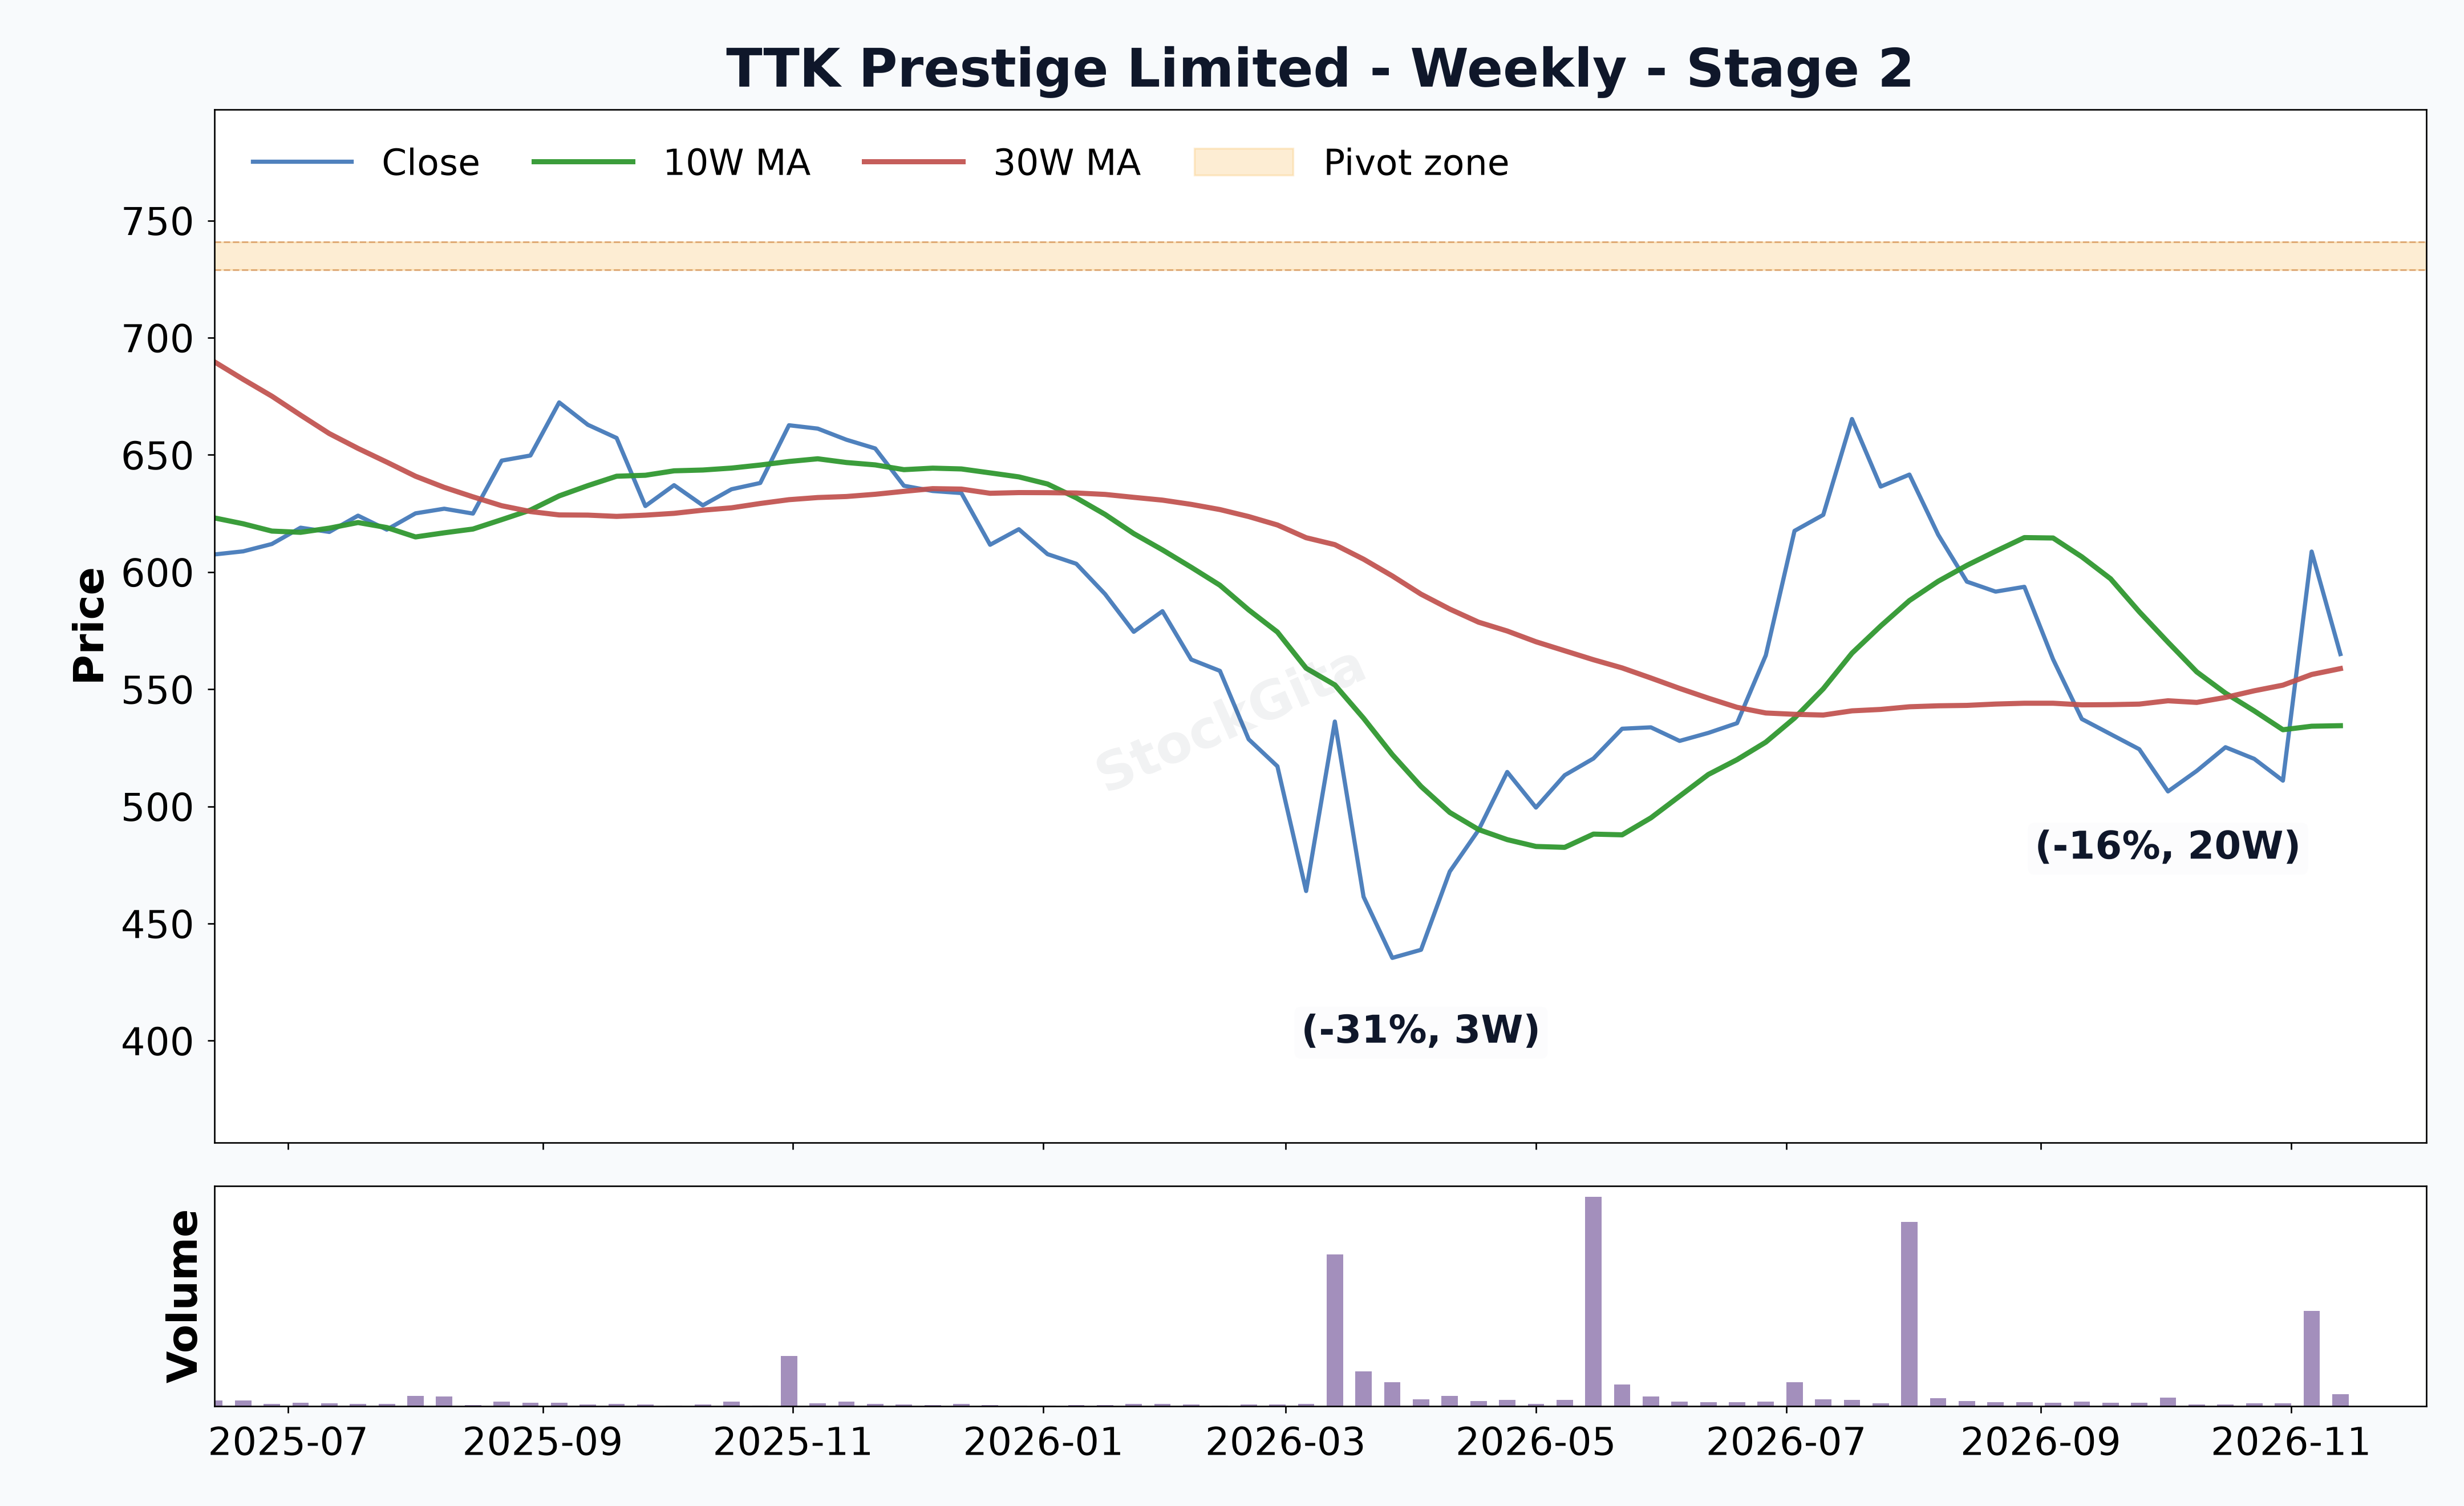 TTK Prestige Limited - Weekly - Stage 2
Close 10W MA 30W MA Pivot zone
750
700
650
600
550
500
450
400
Price
StockGita
(-16%, 20W)
(-31%, 3W)
Volume
2025-07 2025-09 2025-11 2026-01 2026-03 2026-05 2026-07 2026-09 2026-11